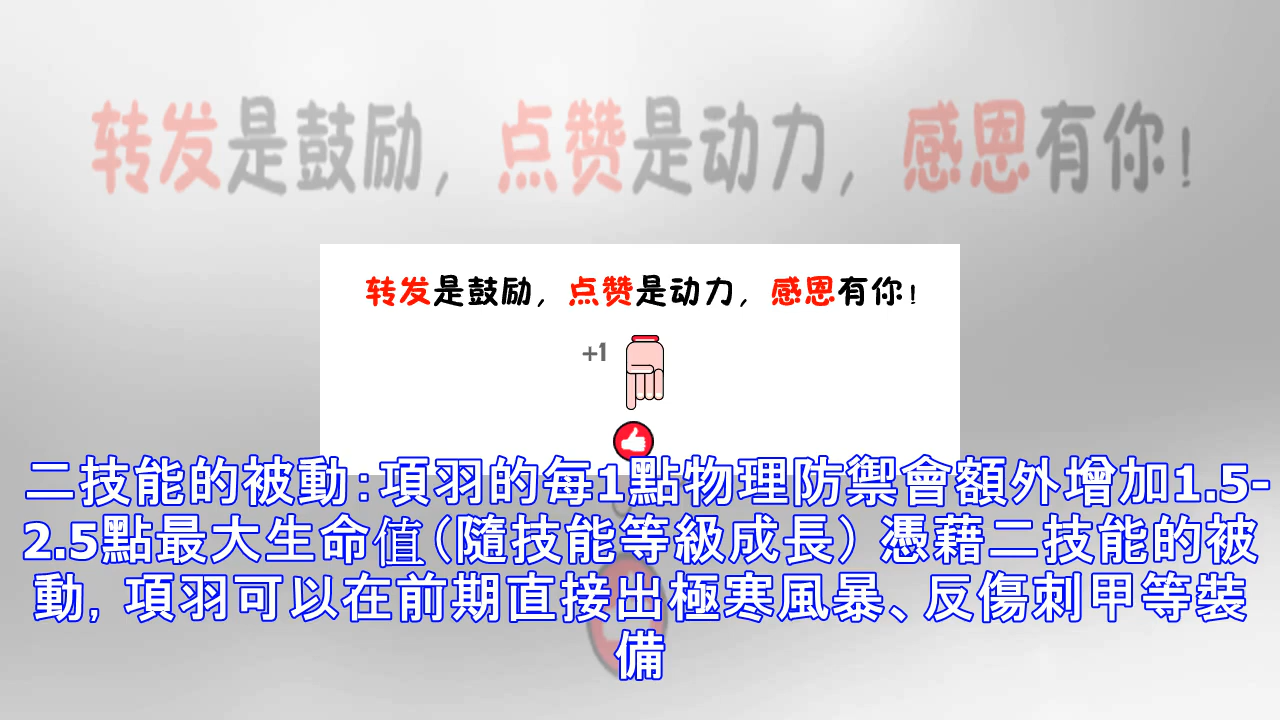 转发是鼓励，点赞是动力，感恩有你！
转发是鼓励，点赞是动力，感恩有你！
+1
二技能的被動：項羽的每1點物理防禦會額外增加1.5-
2.5點最大生命值（隨技能等級成長）憑藉二技能的被
動，項羽可以在前期直接出極寒風暴、反傷刺甲等裝
備